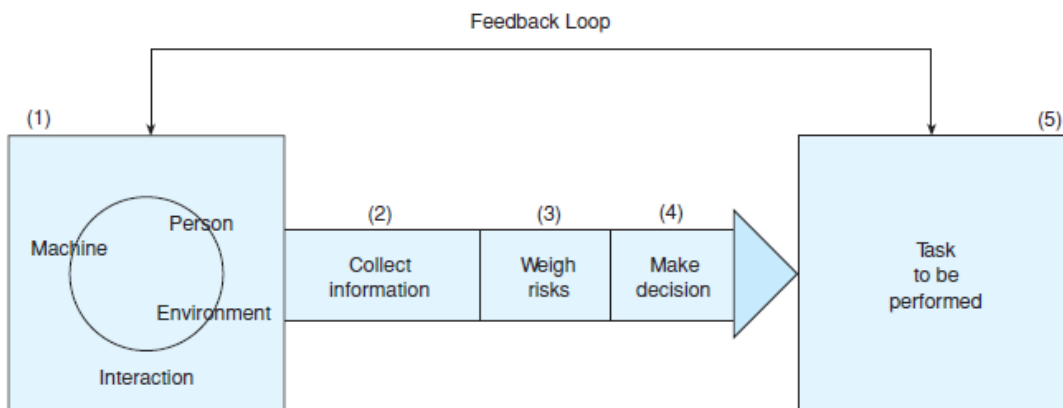 Feedback Loop
(1)
(5)
Person
Machine
Environment
Interaction
(2)
(3)
(4)
Collect
information
Weigh
risks
Make
decision
Task
to be
performed